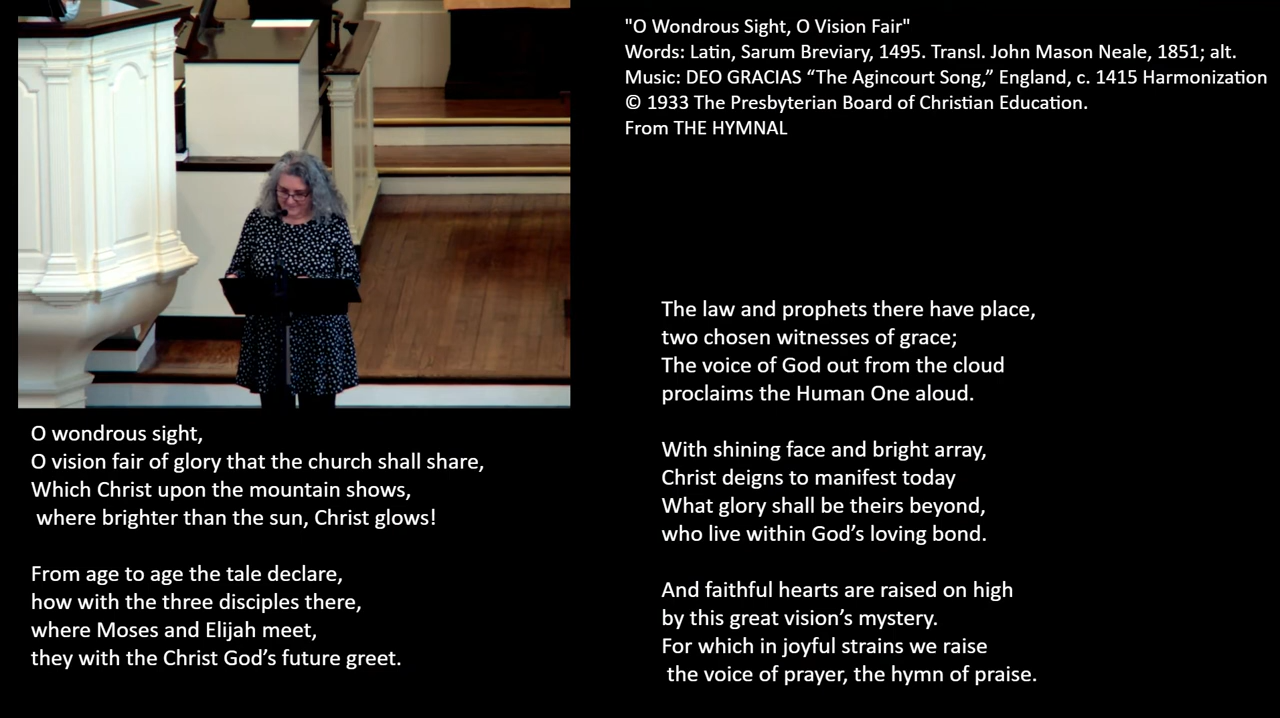 "O Wondrous Sight, O Vision Fair"
Words: Latin, Sarum Breviary, 1495. Transl. John Mason Neale, 1851; alt.
Music: DEO GRACIAS “The Agincourt Song,” England, c. 1415 Harmonization
© 1933 The Presbyterian Board of Christian Education.
From THE HYMNAL
O wondrous sight,
O vision fair of glory that the church shall share,
Which Christ upon the mountain shows,
where brighter than the sun, Christ glows!
From age to age the tale declare,
how with the three disciples there,
where Moses and Elijah meet,
they with the Christ God’s future greet.
The law and prophets there have place,
two chosen witnesses of grace;
The voice of God out from the cloud
proclaims the Human One aloud.
With shining face and bright array,
Christ deigns to manifest today
What glory shall be theirs beyond,
who live within God’s loving bond.
And faithful hearts are raised on high
by this great vision’s mystery.
For which in joyful strains we raise
the voice of prayer, the hymn of praise.